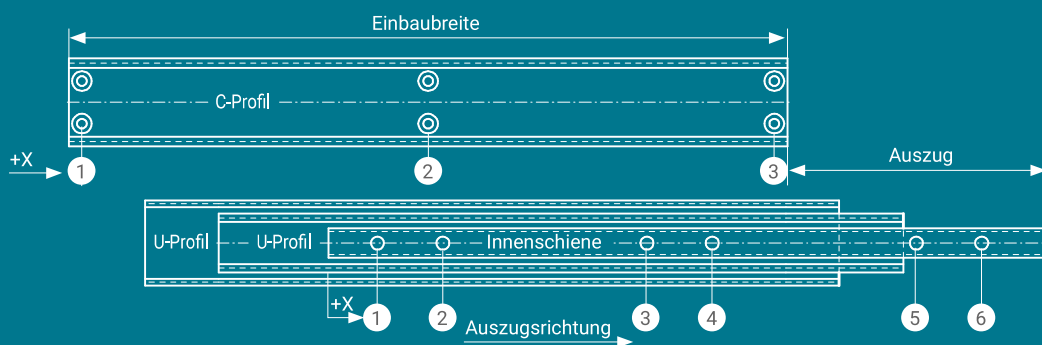 Einbaubreite
C-Profil
+X
1
2
3
Auszug
U-Profil
U-Profil
Innenschiene
+X
1
2
3
4
5
6
Auszugsrichtung